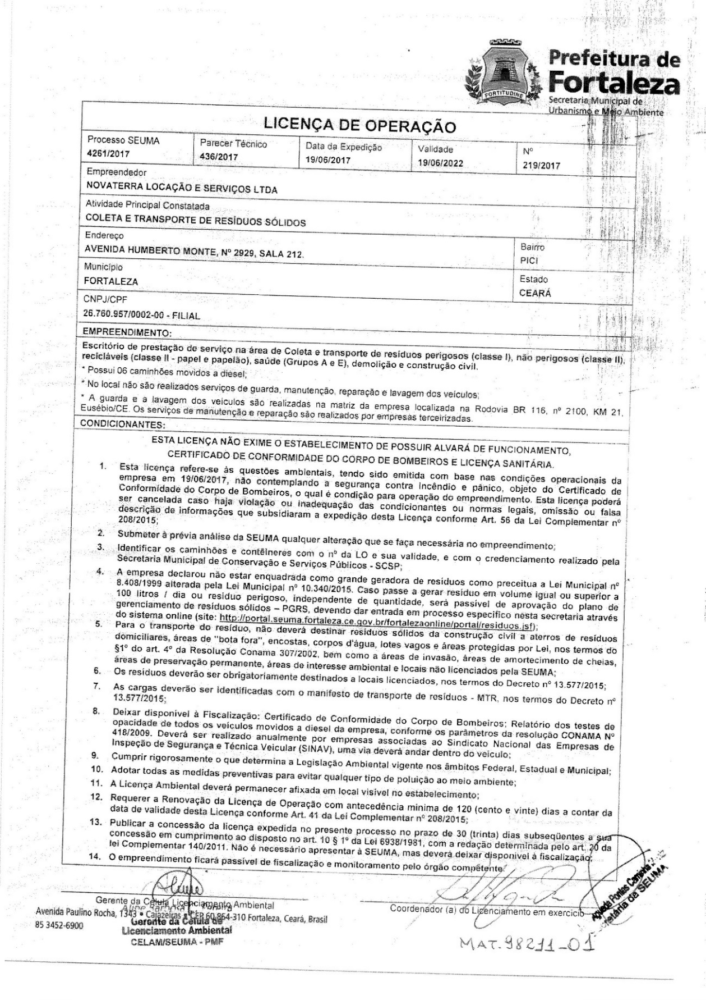 Prefeitura de
Fortaleza
Secretaria Municipal de
Urbanismo e Meio Ambiente
FORTITUDINE
LICENÇA DE OPERAÇÃO
Processo SEUMA
4261/2017
Parecer Técnico
436/2017
Data da Expedição
19/06/2017
Validade
19/06/2022
Nº
219/2017
Empreendedor
NOVATERRA LOCAÇÃO E SERVIÇOS LTDA
Atividade Principal Constatada
COLETA E TRANSPORTE DE RESÍDUOS SÓLIDOS
Endereço
AVENIDA HUMBERTO MONTE, Nº 2929, SALA 212.
Bairro
PICI
Município
FORTALEZA
Estado
CEARÁ
CNPJ/CPF
26.760.957/0002-00 - FILIAL
EMPREENDIMENTO:
Escritório de prestação de serviço na área de Coleta e transporte de resíduos perigosos (classe I), não perigosos (classe II),
recicláveis (classe II - papel e papelão), saúde (Grupos A e E), demolição e construção civil.
* Possui 06 caminhões movidos a diesel;
* No local não são realizados serviços de guarda, manutenção, reparação e lavagem dos veículos;
* A guarda e a lavagem dos veículos são realizadas na matriz da empresa localizada na Rodovia BR 116, nº 2100, KM 21,
Eusébio/CE. Os serviços de manutenção e reparação são realizados por empresas terceirizadas.
CONDICIONANTES:
ESTA LICENÇA NÃO EXIME O ESTABELECIMENTO DE POSSUIR ALVARÁ DE FUNCIONAMENTO,
CERTIFICADO DE CONFORMIDADE DO CORPO DE BOMBEIROS E LICENÇA SANITÁRIA.
1. Esta licença refere-se às questões ambientais, tendo sido emitida com base nas condições operacionais da
empresa em 19/06/2017, não contemplando a segurança contra incêndio e pânico, objeto do Certificado de
Conformidade do Corpo de Bombeiros, o qual é condição para operação do empreendimento. Esta licença poderá
ser cancelada caso haja violação ou inadequação das condicionantes ou normas legais, omissão ou falsa
descrição de informações que subsidiaram a expedição desta Licença conforme Art. 56 da Lei Complementar nº
208/2015;
2. Submeter à prévia análise da SEUMA qualquer alteração que se faça necessária no empreendimento;
3. Identificar os caminhões e contêineres com o nº da LO e sua validade, e com o credenciamento realizado pela
Secretaria Municipal de Conservação e Serviços Públicos - SCSP;
4. A empresa declarou não estar enquadrada como grande geradora de resíduos como preceitua a Lei Municipal nº
8.408/1999 alterada pela Lei Municipal nº 10.340/2015. Caso passe a gerar resíduo em volume igual ou superior a
100 litros / dia ou resíduo perigoso, independente de quantidade, será passível de aprovação do plano de
gerenciamento de resíduos sólidos – PGRS, devendo dar entrada em processo específico nesta secretaria através
do sistema online (site: http://portal.seuma.fortaleza.ce.gov.br/fortalezaonline/portal/residuos.jsf);
5. Para o transporte do resíduo, não deverá destinar resíduos sólidos da construção civil a aterros de resíduos
domiciliares, áreas de "bota fora", encostas, corpos d'água, lotes vagos e áreas protegidas por Lei, nos termos do
§1º do art. 4º da Resolução Conama 307/2002, bem como a áreas de invasão, áreas de amortecimento de cheias,
áreas de preservação permanente, áreas de interesse ambiental e locais não licenciados pela SEUMA;
6. Os resíduos deverão ser obrigatoriamente destinados a locais licenciados, nos termos do Decreto nº 13.577/2015;
7. As cargas deverão ser identificadas com o manifesto de transporte de resíduos - MTR, nos termos do Decreto nº
13.577/2015;
8. Deixar disponível à Fiscalização: Certificado de Conformidade do Corpo de Bombeiros; Relatório dos testes de
opacidade de todos os veículos movidos a diesel da empresa, conforme os parâmetros da resolução CONAMA Nº
418/2009. Deverá ser realizado anualmente por empresas associadas ao Sindicato Nacional das Empresas de
Inspeção de Segurança e Técnica Veicular (SINAV), uma via deverá andar dentro do veículo;
9. Cumprir rigorosamente o que determina a Legislação Ambiental vigente nos âmbitos Federal, Estadual e Municipal;
10. Adotar todas as medidas preventivas para evitar qualquer tipo de poluição ao meio ambiente;
11. A Licença Ambiental deverá permanecer afixada em local visível no estabelecimento;
12. Requerer a Renovação da Licença de Operação com antecedência mínima de 120 (cento e vinte) dias a contar da
data de validade desta Licença conforme Art. 41 da Lei Complementar nº 208/2015;
13. Publicar a concessão da licença expedida no presente processo no prazo de 30 (trinta) dias subseqüentes a sua
concessão em cumprimento ao disposto no art. 10 § 1º da Lei 6938/1981, com a redação determinada pelo art. 20 da
lei Complementar 140/2011. Não é necessário apresentar à SEUMA, mas deverá deixar disponível à fiscalização;
14. O empreendimento ficará passível de fiscalização e monitoramento pelo órgão competente.
Gerente da Célula Licenciamento Ambiental
Coordenador (a) do Licenciamento em exercício
Avenida Paulino Rocha, 1343 • Cajazeiras • CEP 60.864-310 Fortaleza, Ceará, Brasil
85 3452-6900
Gerente da Célula de
Licenciamento Ambiental
CELAM/SEUMA - PMF
Águeda Pontes Caminha
Secretária da SEUMA
MAT. 98211-01